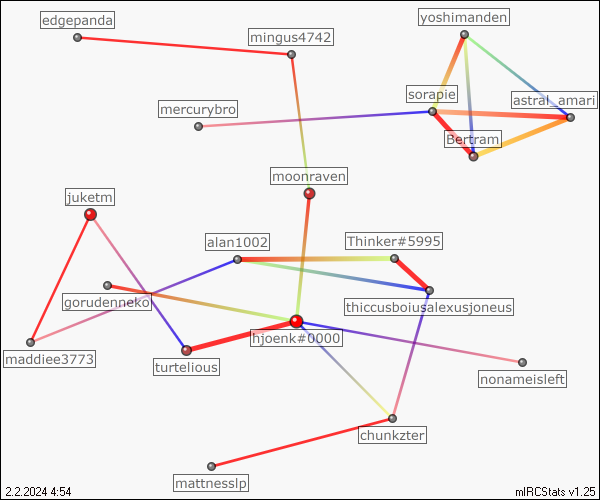 edgepanda
yoshimanden
mingus4742
sorapie
astral_amari
mercurybro
Bertram
moonraven
juketm
alan1002
Thinker#5995
gorudenneko
thiccusboiusalexusjoneus
hjoenk#0000
maddiee3773
turtelious
nonameisleft
chunkzter
mattnesslp
2.2.2024 4:54
mIRCStats v1.25